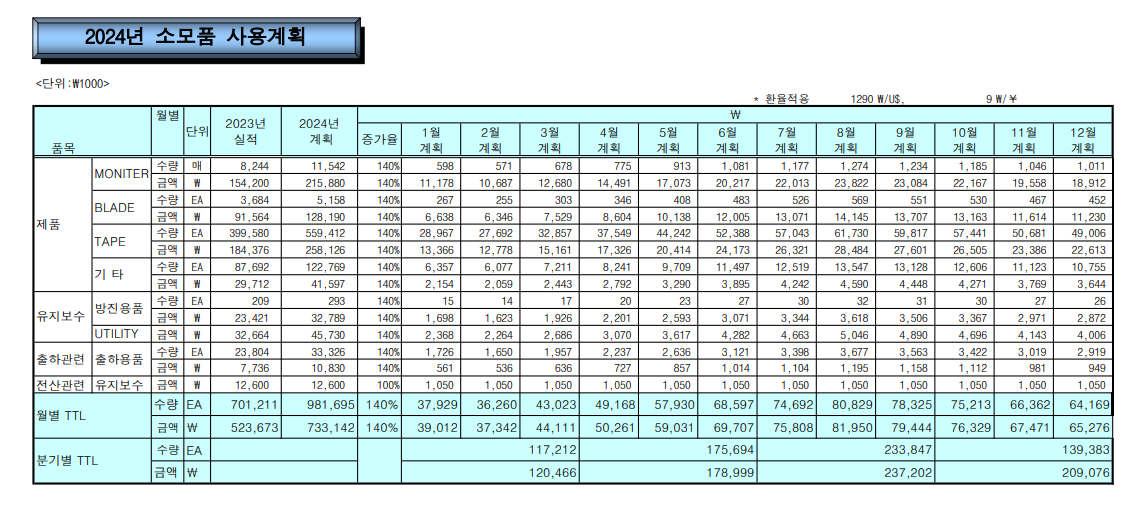 2024년 소모품 사용계획
<단위:₩1000>
* 환율적용 1290 ₩/U$, 9 ₩/￥
품목 월별 단위 2023년 실적 2024년 계획 증가율 ₩
1월 계획 2월 계획 3월 계획 4월 계획 5월 계획 6월 계획 7월 계획 8월 계획 9월 계획 10월 계획 11월 계획 12월 계획
제품 MONITER 수량 매 8,244 11,542 140% 598 571 678 775 913 1,081 1,177 1,274 1,234 1,185 1,046 1,011
금액 ₩ 154,200 215,880 140% 11,178 10,687 12,680 14,491 17,073 20,217 22,013 23,822 23,084 22,167 19,558 18,912
BLADE 수량 EA 3,684 5,158 140% 267 255 303 346 408 483 526 569 551 530 467 452
금액 ₩ 91,564 128,190 140% 6,638 6,346 7,529 8,604 10,138 12,005 13,071 14,145 13,707 13,163 11,614 11,230
TAPE 수량 EA 399,580 559,412 140% 28,967 27,692 32,857 37,549 44,242 52,388 57,043 61,730 59,817 57,441 50,681 49,006
금액 ₩ 184,376 258,126 140% 13,366 12,778 15,161 17,326 20,414 24,173 26,321 28,484 27,601 26,505 23,386 22,613
기 타 수량 EA 87,692 122,769 140% 6,357 6,077 7,211 8,241 9,709 11,497 12,519 13,547 13,128 12,606 11,123 10,755
금액 ₩ 29,712 41,597 140% 2,154 2,059 2,443 2,792 3,290 3,895 4,242 4,590 4,448 4,271 3,769 3,644
유지보수 방진용품 수량 EA 209 293 140% 15 14 17 20 23 27 30 32 31 30 27 26
금액 ₩ 23,421 32,789 140% 1,698 1,623 1,926 2,201 2,593 3,071 3,344 3,618 3,506 3,367 2,971 2,872
UTILITY 금액 ₩ 32,664 45,730 140% 2,368 2,264 2,686 3,070 3,617 4,282 4,663 5,046 4,890 4,696 4,143 4,006
출하관련 출하용품 수량 EA 23,804 33,326 140% 1,726 1,650 1,957 2,237 2,636 3,121 3,398 3,677 3,563 3,422 3,019 2,919
금액 ₩ 7,736 10,830 140% 561 536 636 727 857 1,014 1,104 1,195 1,158 1,112 981 949
전산관련 유지보수 금액 ₩ 12,600 12,600 100% 1,050 1,050 1,050 1,050 1,050 1,050 1,050 1,050 1,050 1,050 1,050 1,050
월별 TTL 수량 EA 701,211 981,695 140% 37,929 36,260 43,023 49,168 57,930 68,597 74,692 80,829 78,325 75,213 66,362 64,169
금액 ₩ 523,673 733,142 140% 39,012 37,342 44,111 50,261 59,031 69,707 75,808 81,950 79,444 76,329 67,471 65,276
분기별 TTL 수량 EA 117,212 175,694 233,847 139,383
금액 ₩ 120,466 178,999 237,202 209,076